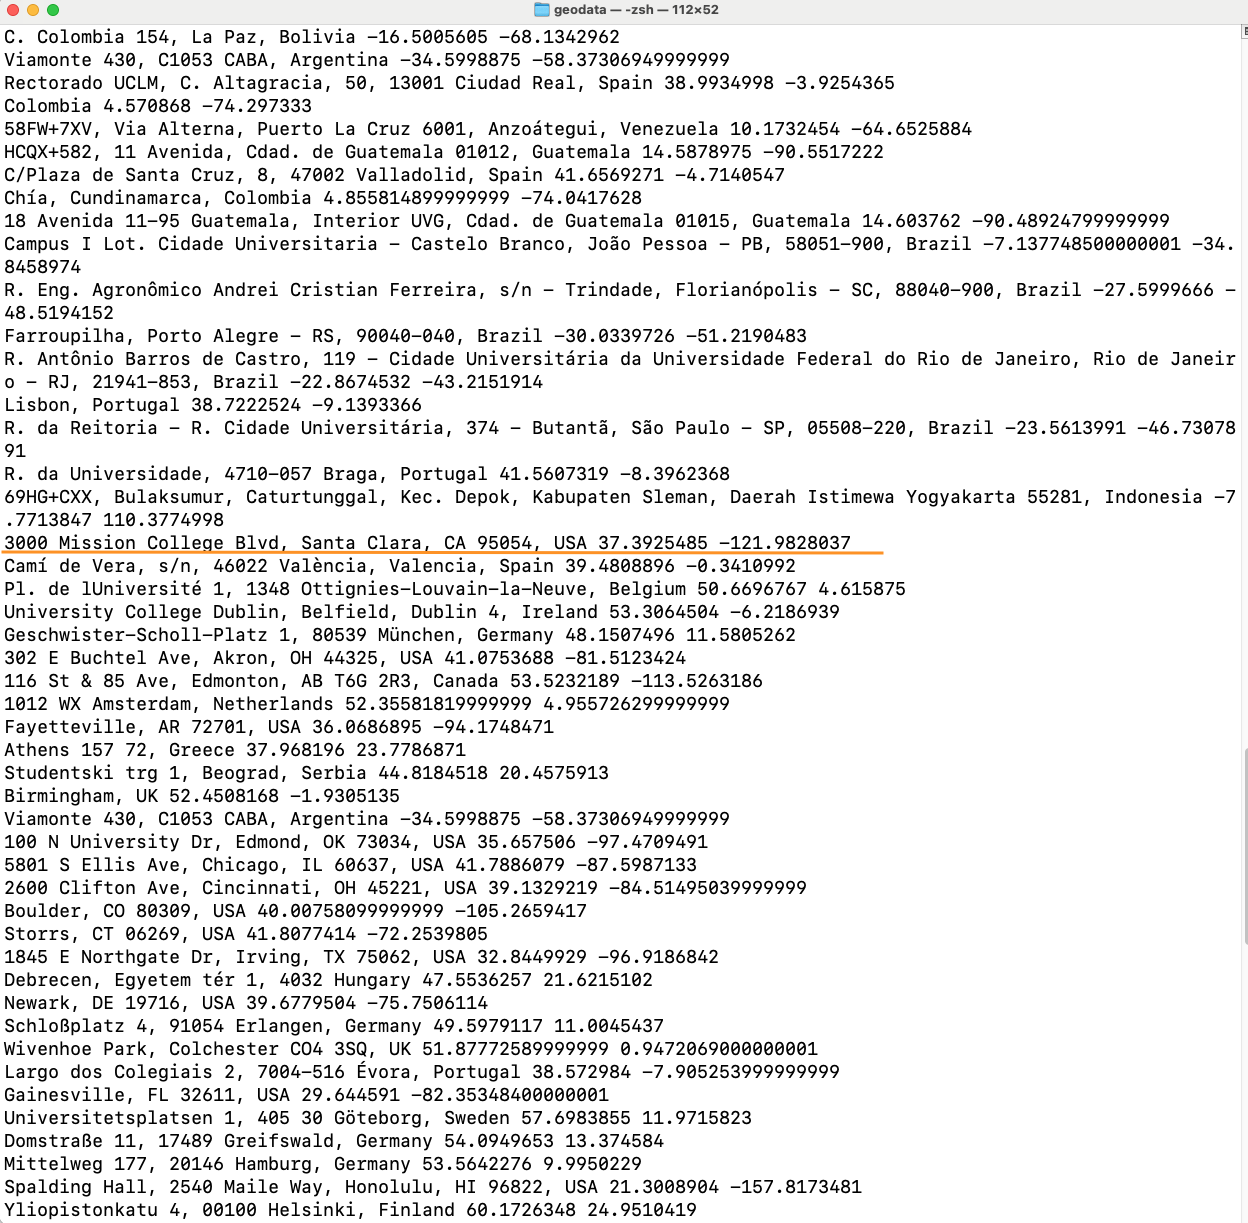 geodata — -zsh — 112×52
C. Colombia 154, La Paz, Bolivia -16.5005605 -68.1342962
Viamonte 430, C1053 CABA, Argentina -34.5998875 -58.37306949999999
Rectorado UCLM, C. Altagracia, 50, 13001 Ciudad Real, Spain 38.9934998 -3.9254365
Colombia 4.570868 -74.297333
58FW+7XV, Via Alterna, Puerto La Cruz 6001, Anzoátegui, Venezuela 10.1732454 -64.6525884
HCQX+582, 11 Avenida, Cdad. de Guatemala 01012, Guatemala 14.5878975 -90.5517222
C/Plaza de Santa Cruz, 8, 47002 Valladolid, Spain 41.6569271 -4.7140547
Chía, Cundinamarca, Colombia 4.855814899999999 -74.0417628
18 Avenida 11-95 Guatemala, Interior UVG, Cdad. de Guatemala 01015, Guatemala 14.603762 -90.48924799999999
Campus I Lot. Cidade Universitaria - Castelo Branco, João Pessoa - PB, 58051-900, Brazil -7.137748500000001 -34.
8458974
R. Eng. Agronômico Andrei Cristian Ferreira, s/n - Trindade, Florianópolis - SC, 88040-900, Brazil -27.5999666 -
48.5194152
Farroupilha, Porto Alegre - RS, 90040-040, Brazil -30.0339726 -51.2190483
R. Antônio Barros de Castro, 119 - Cidade Universitária da Universidade Federal do Rio de Janeiro, Rio de Janeir
o - RJ, 21941-853, Brazil -22.8674532 -43.2151914
Lisbon, Portugal 38.7222524 -9.1393366
R. da Reitoria - R. Cidade Universitária, 374 - Butantã, São Paulo - SP, 05508-220, Brazil -23.5613991 -46.73078
91
R. da Universidade, 4710-057 Braga, Portugal 41.5607319 -8.3962368
69HG+CXX, Bulaksumur, Caturtunggal, Kec. Depok, Kabupaten Sleman, Daerah Istimewa Yogyakarta 55281, Indonesia -7
.7713847 110.3774998
3000 Mission College Blvd, Santa Clara, CA 95054, USA 37.3925485 -121.9828037
Camí de Vera, s/n, 46022 València, Valencia, Spain 39.4808896 -0.3410992
Pl. de lUniversité 1, 1348 Ottignies-Louvain-la-Neuve, Belgium 50.6696767 4.615875
University College Dublin, Belfield, Dublin 4, Ireland 53.3064504 -6.2186939
Geschwister-Scholl-Platz 1, 80539 München, Germany 48.1507496 11.5805262
302 E Buchtel Ave, Akron, OH 44325, USA 41.0753688 -81.5123424
116 St & 85 Ave, Edmonton, AB T6G 2R3, Canada 53.5232189 -113.5263186
1012 WX Amsterdam, Netherlands 52.35581819999999 4.955726299999999
Fayetteville, AR 72701, USA 36.0686895 -94.1748471
Athens 157 72, Greece 37.968196 23.7786871
Studentski trg 1, Beograd, Serbia 44.8184518 20.4575913
Birmingham, UK 52.4508168 -1.9305135
Viamonte 430, C1053 CABA, Argentina -34.5998875 -58.37306949999999
100 N University Dr, Edmond, OK 73034, USA 35.657506 -97.4709491
5801 S Ellis Ave, Chicago, IL 60637, USA 41.7886079 -87.5987133
2600 Clifton Ave, Cincinnati, OH 45221, USA 39.1329219 -84.51495039999999
Boulder, CO 80309, USA 40.00758099999999 -105.2659417
Storrs, CT 06269, USA 41.8077414 -72.2539805
1845 E Northgate Dr, Irving, TX 75062, USA 32.8449929 -96.9186842
Debrecen, Egyetem tér 1, 4032 Hungary 47.5536257 21.6215102
Newark, DE 19716, USA 39.6779504 -75.7506114
Schloßplatz 4, 91054 Erlangen, Germany 49.5979117 11.0045437
Wivenhoe Park, Colchester CO4 3SQ, UK 51.87772589999999 0.9472069000000001
Largo dos Colegiais 2, 7004-516 Évora, Portugal 38.572984 -7.905253999999999
Gainesville, FL 32611, USA 29.644591 -82.35348400000001
Universitetsplatsen 1, 405 30 Göteborg, Sweden 57.6983855 11.9715823
Domstraße 11, 17489 Greifswald, Germany 54.0949653 13.374584
Mittelweg 177, 20146 Hamburg, Germany 53.5642276 9.9950229
Spalding Hall, 2540 Maile Way, Honolulu, HI 96822, USA 21.3008904 -157.8173481
Yliopistonkatu 4, 00100 Helsinki, Finland 60.1726348 24.9510419